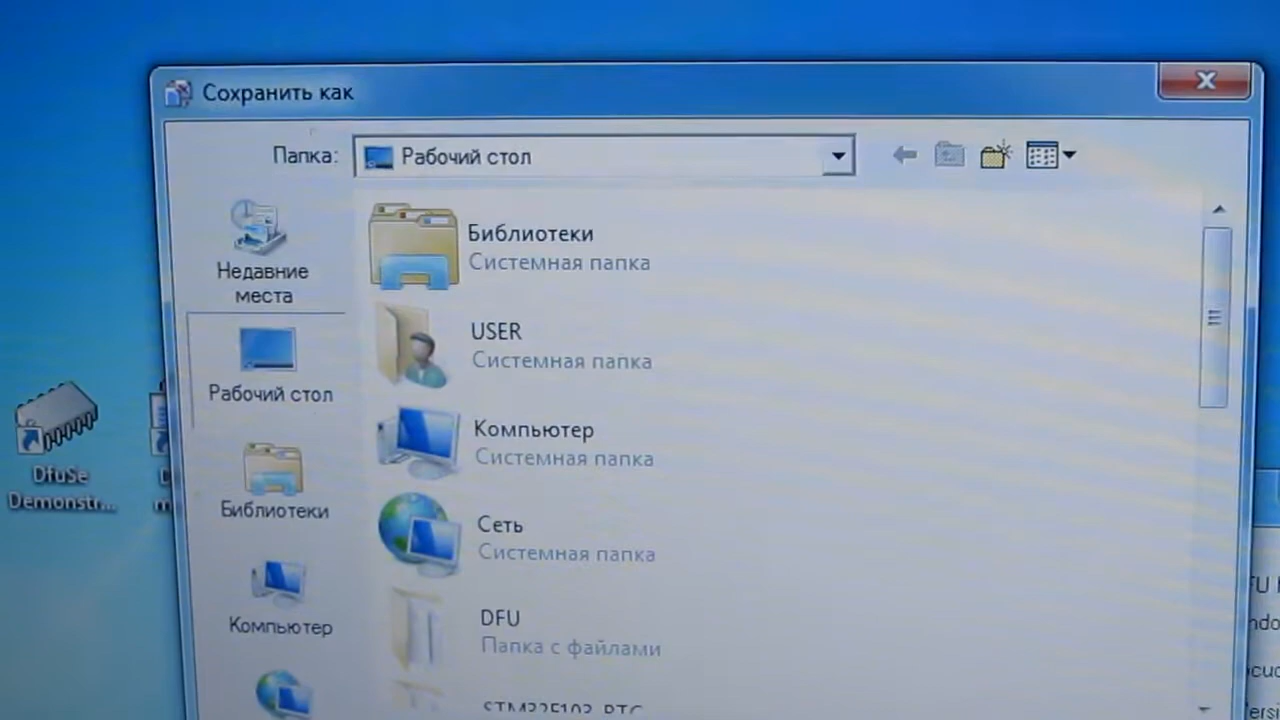 Сохранить как
Папка:
Рабочий стол
Недавние
места
Рабочий стол
Библиотеки
Компьютер
Библиотеки
Системная папка
USER
Системная папка
Компьютер
Системная папка
Сеть
Системная папка
DFU
Папка с файлами
STM32F103_RTC
DfuSe
Demonstr...